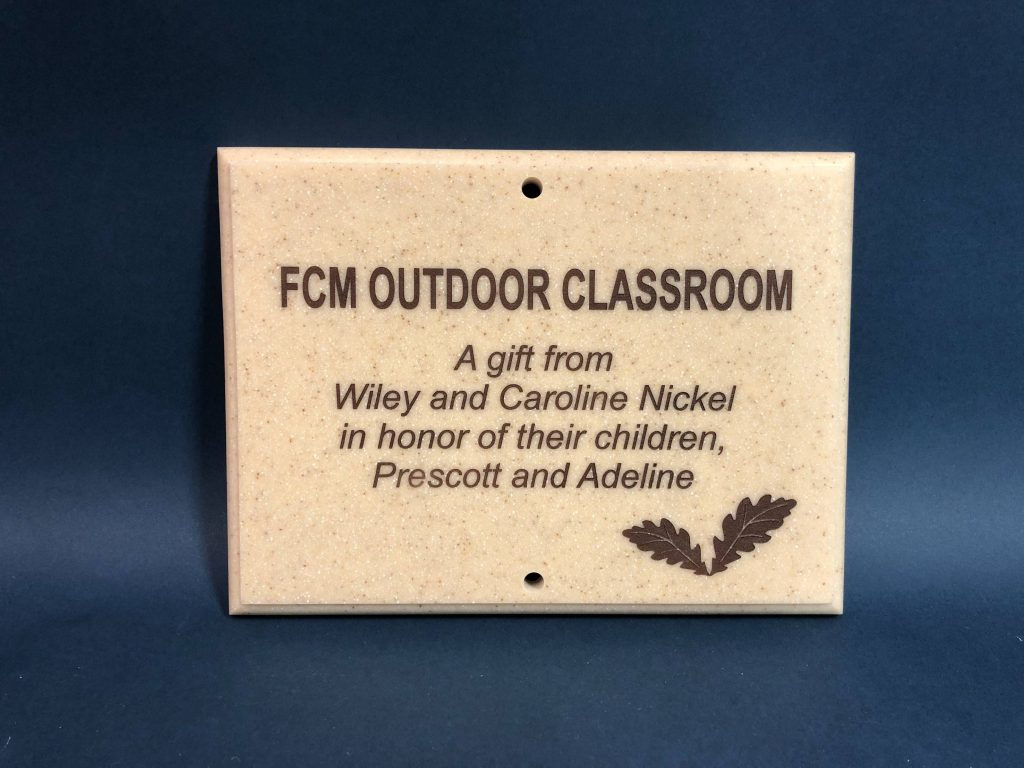 FCM OUTDOOR CLASSROOM
A gift from
Wiley and Caroline Nickel
in honor of their children,
Prescott and Adeline